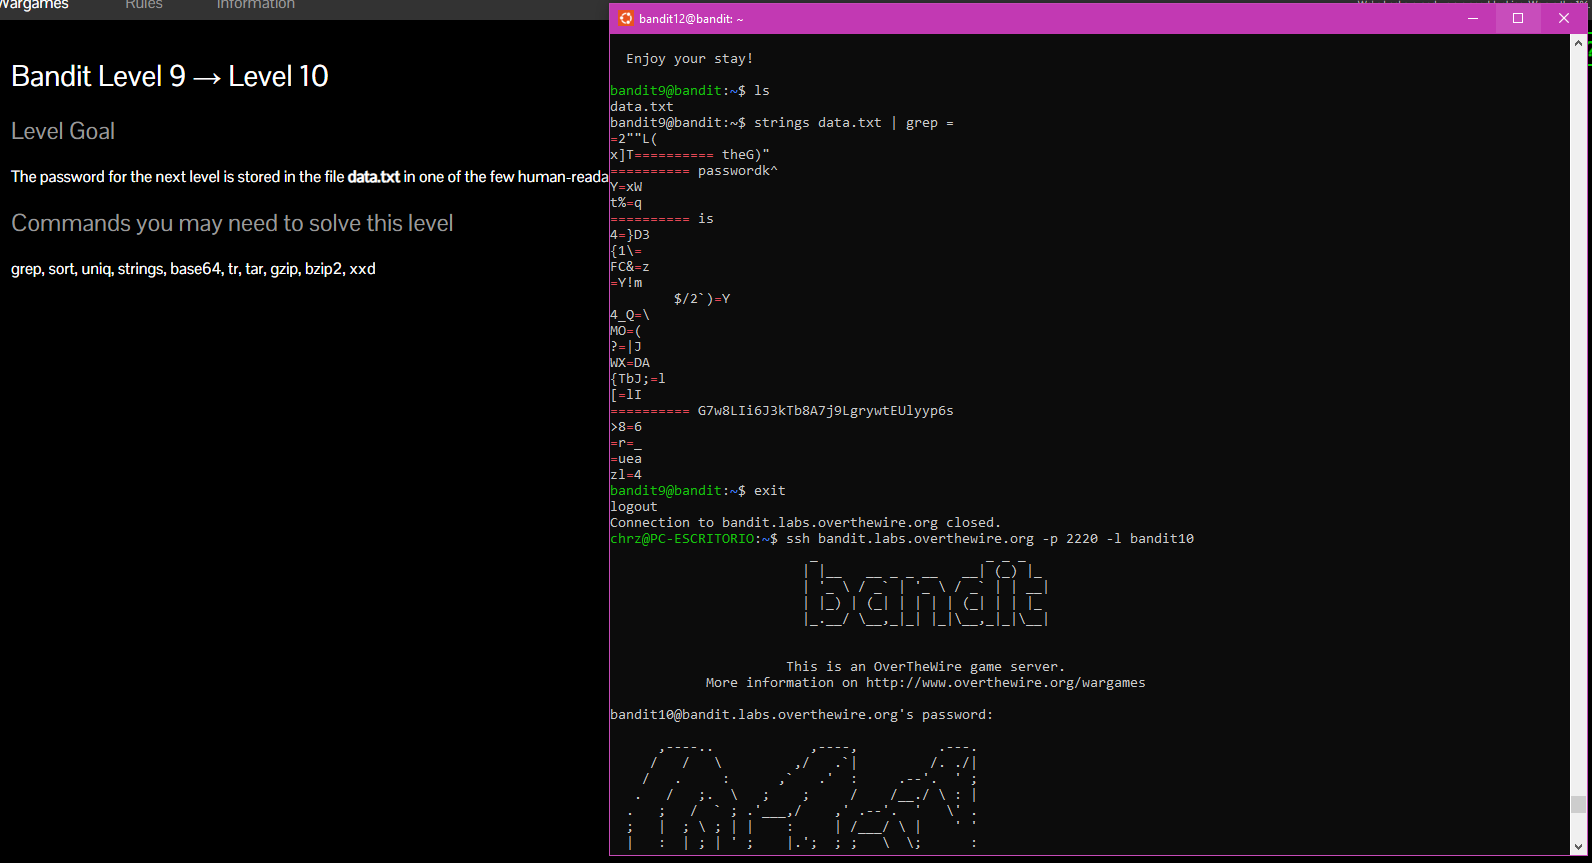 Wargames Rules Information
Bandit Level 9 → Level 10
Level Goal
The password for the next level is stored in the file data.txt in one of the few human-reada
Commands you may need to solve this level
grep, sort, uniq, strings, base64, tr, tar, gzip, bzip2, xxd
bandit12@bandit: ~
Enjoy your stay!
bandit9@bandit:~$ ls
data.txt
bandit9@bandit:~$ strings data.txt | grep =
=2""L(
x]T========== theG)"
========== passwordk^
Y=xW
t%=q
========== is
4=}D3
{1\=
FC&=z
=Y!m
$/2`)=Y
4_Q=\
MO=(
?=|J
WX=DA
{TbJ;=l
[=lI
========== G7w8LIi6J3kTb8A7j9LgrywtEUlyyp6s
>8=6
=r=_
=uea
zl=4
bandit9@bandit:~$ exit
logout
Connection to bandit.labs.overthewire.org closed.
chrz@PC-ESCRITORIO:~$ ssh bandit.labs.overthewire.org -p 2220 -l bandit10
bandit
This is an OverTheWire game server.
More information on http://www.overthewire.org/wargames
bandit10@bandit.labs.overthewire.org's password: